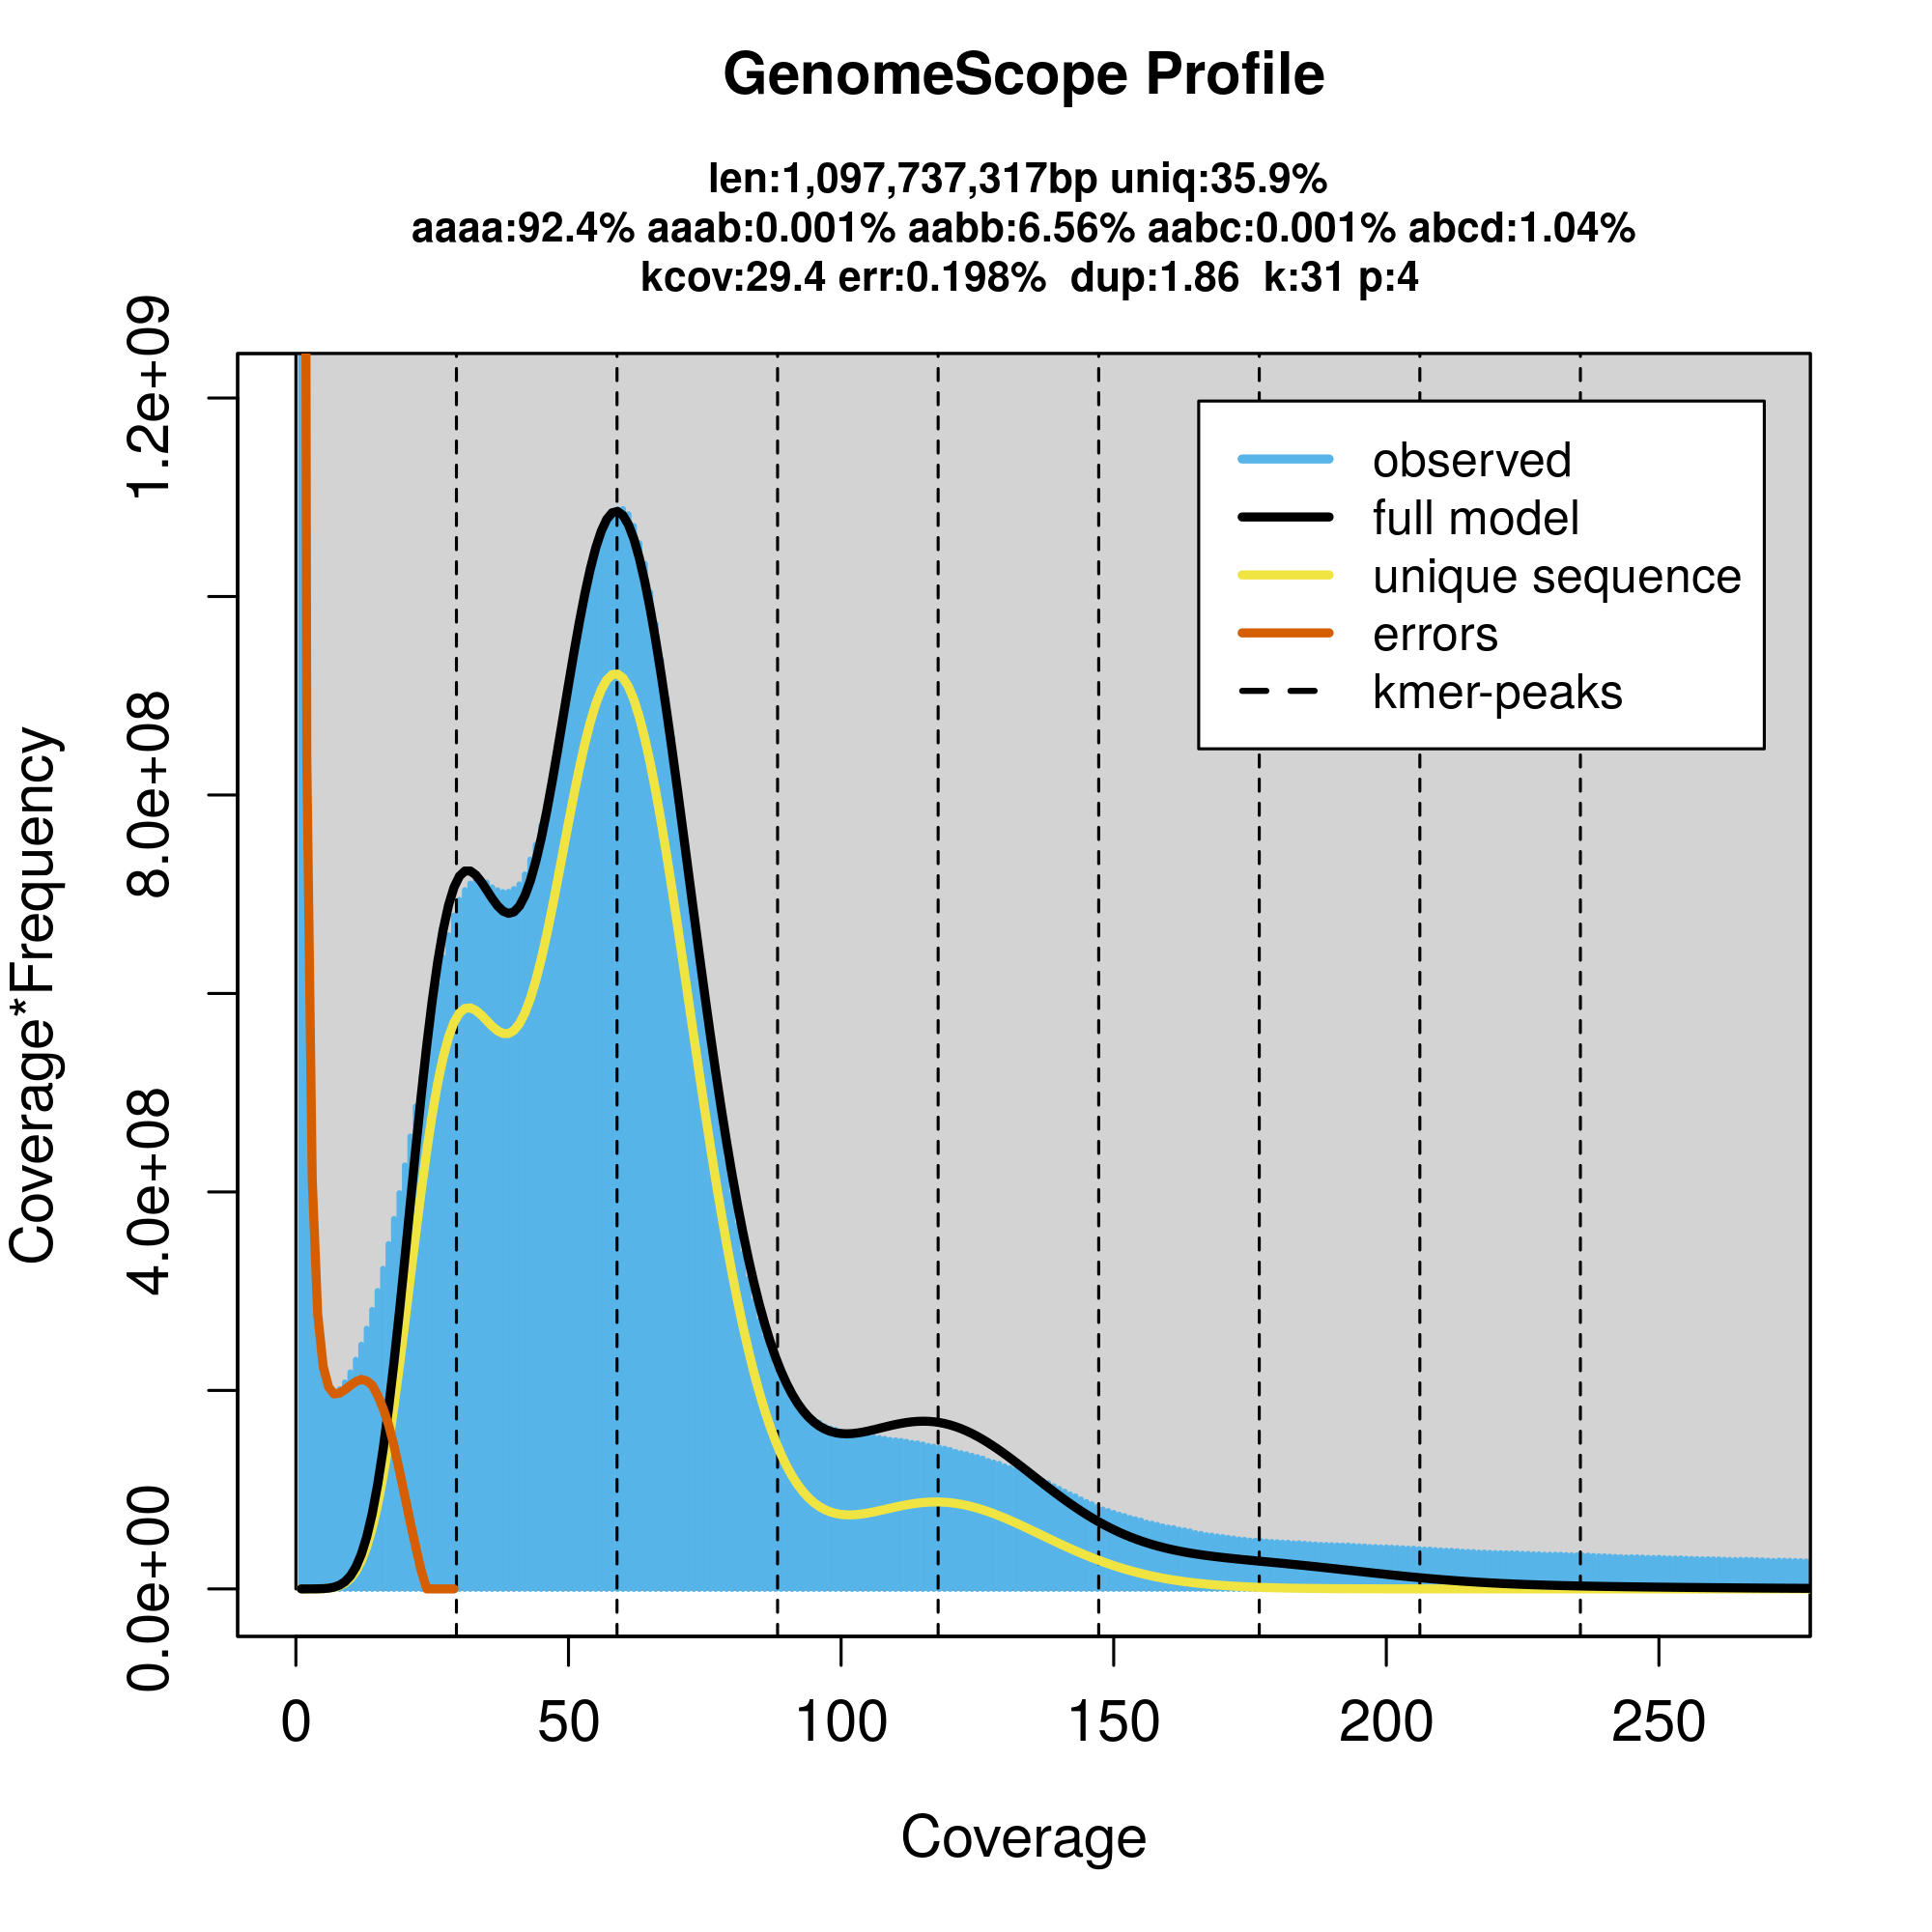 GenomeScope Profile
len:1,097,737,317bp uniq:35.9%
aaaa:92.4% aaab:0.001% aabb:6.56% aabc:0.001% abcd:1.04%
kcov:29.4 err:0.198% dup:1.86 k:31 p:4
observed
full model
unique sequence
errors
kmer-peaks
Coverage*Frequency
1.2e+09
8.0e+08
4.0e+08
0.0e+00
0 50 100 150 200 250
Coverage